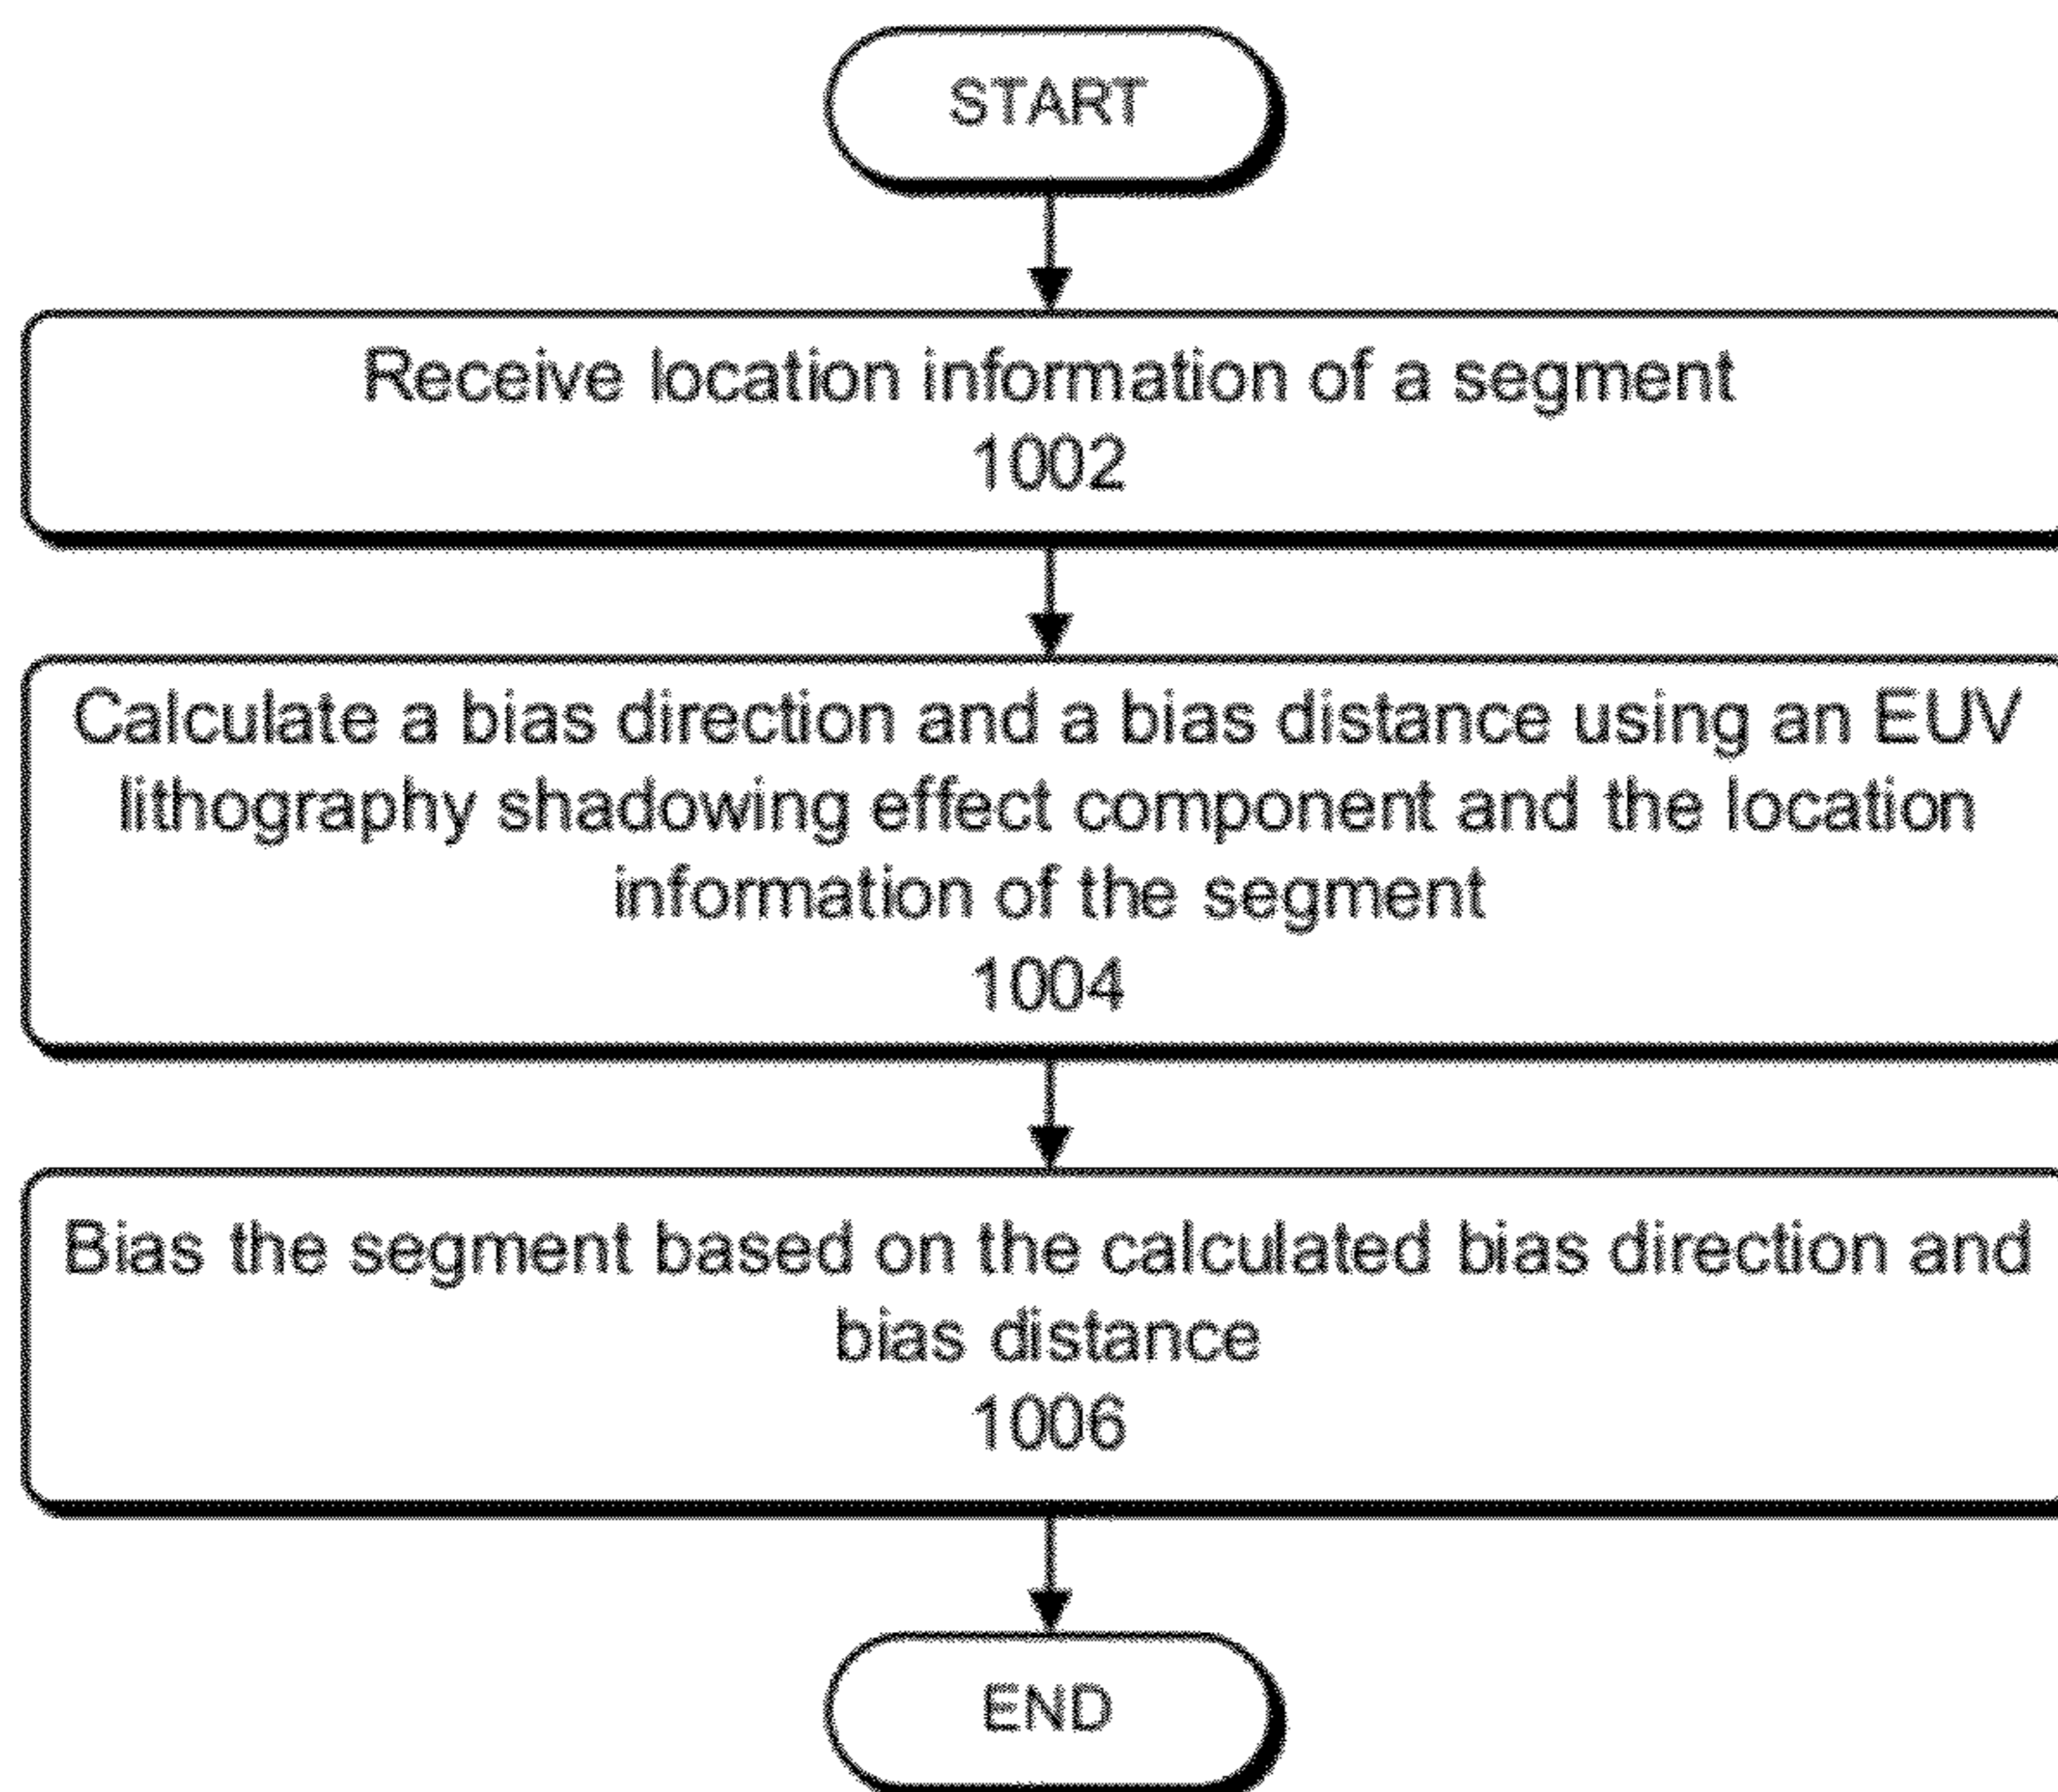 START
Receive location information of a segment
1002
Calculate a bias direction and a bias distance using an EUV
lithography shadowing effect component and the location
information of the segment
1004
Bias the segment based on the calculated bias direction and
bias distance
1006
END